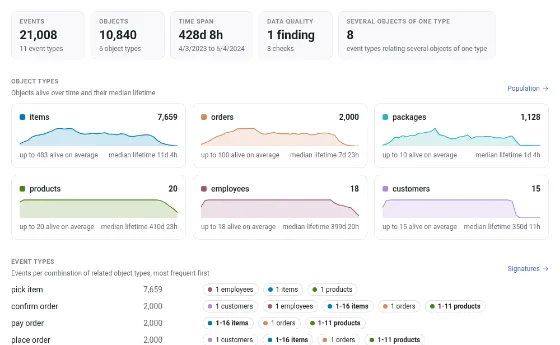 EVENTS
21,008
11 event types
OBJECTS
10,840
6 object types
TIME SPAN
428d 8h
4/3/2023 to 6/4/2024
DATA QUALITY
1 finding
8 checks
SEVERAL OBJECTS OF ONE TYPE
8
event types relating several objects of one type
OBJECT TYPES
Objects alive over time and their median lifetime
Population →
items 7,659
up to 483 alive on average median lifetime 11d 4h
orders 2,000
up to 100 alive on average median lifetime 7d 23h
packages 1,128
up to 10 alive on average median lifetime 1d 4h
products 20
up to 20 alive on average median lifetime 410d 23h
employees 18
up to 18 alive on average median lifetime 399d 20h
customers 15
up to 15 alive on average median lifetime 350d 11h
EVENT TYPES
Events per combination of related object types, most frequent first
Signatures →
pick item 7,659 1 employees 1 items 1 products
confirm order 2,000 1 customers 1 employees 1-16 items 1 orders 1-11 products
pay order 2,000 1-16 items 1 orders 1-11 products
place order 2,000 1 customers 1-16 items 1 orders 1-11 products